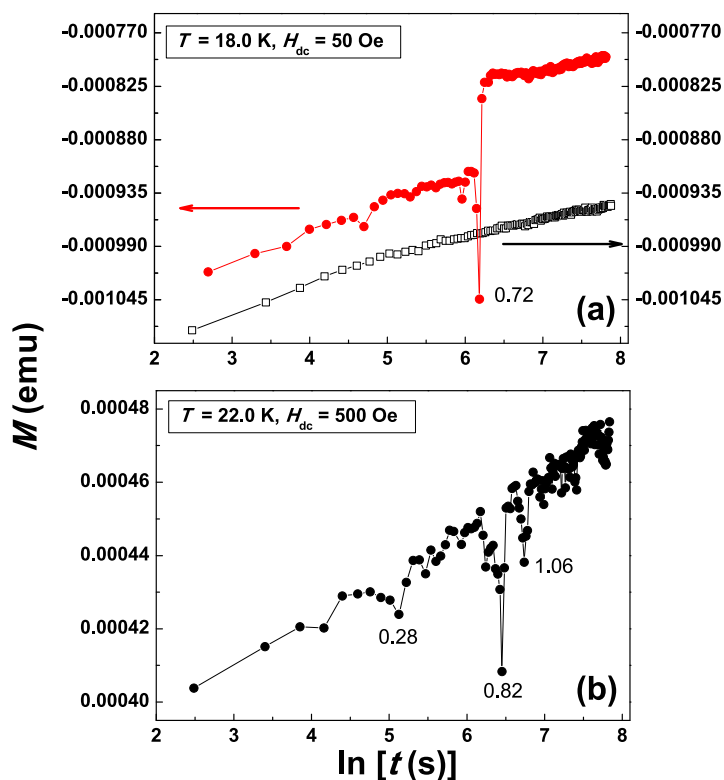 T = 18.0 K, H_dc = 50 Oe
-0.000770 -0.000770
-0.000825 -0.000825
-0.000880 -0.000880
-0.000935 -0.000935
-0.000990 -0.000990
-0.001045 -0.001045
0.72
(a)
2 3 4 5 6 7 8
M (emu)
T = 22.0 K, H_dc = 500 Oe
0.00048
0.00046
0.00044
0.00042
0.00040
1.06
0.28
0.82
(b)
2 3 4 5 6 7 8
ln [t (s)]